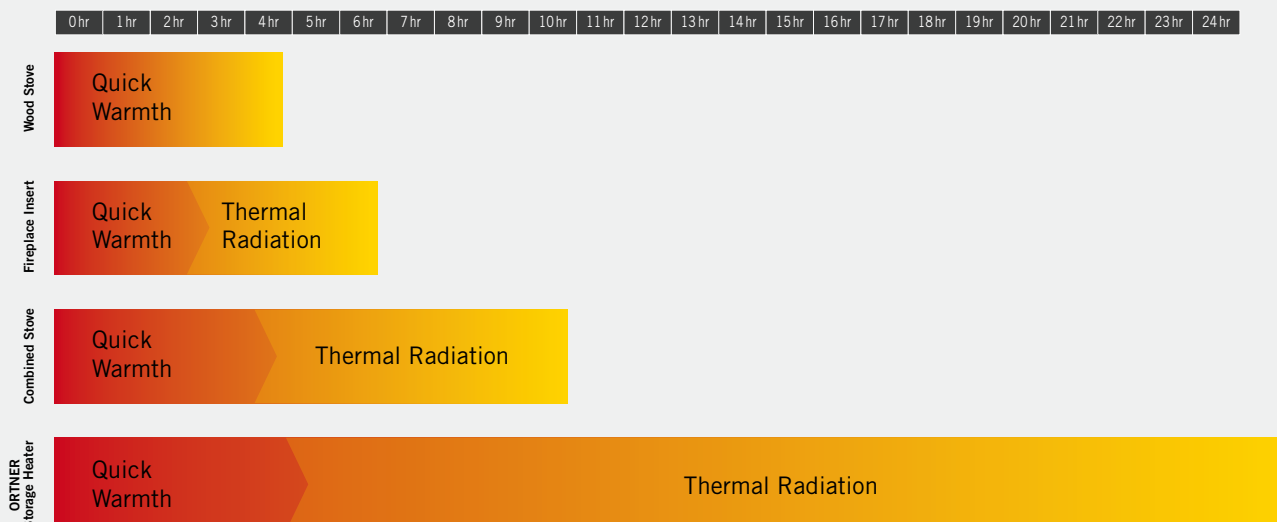 0 hr 1 hr 2 hr 3 hr 4 hr 5 hr 6 hr 7 hr 8 hr 9 hr 10 hr 11 hr 12 hr 13 hr 14 hr 15 hr 16 hr 17 hr 18 hr 19 hr 20 hr 21 hr 22 hr 23 hr 24 hr
Wood Stove
Quick
Warmth
Fireplace Insert
Quick
Warmth
Thermal
Radiation
Combined Stove
Quick
Warmth
Thermal Radiation
ORTNER
Storage Heater
Quick
Warmth
Thermal Radiation